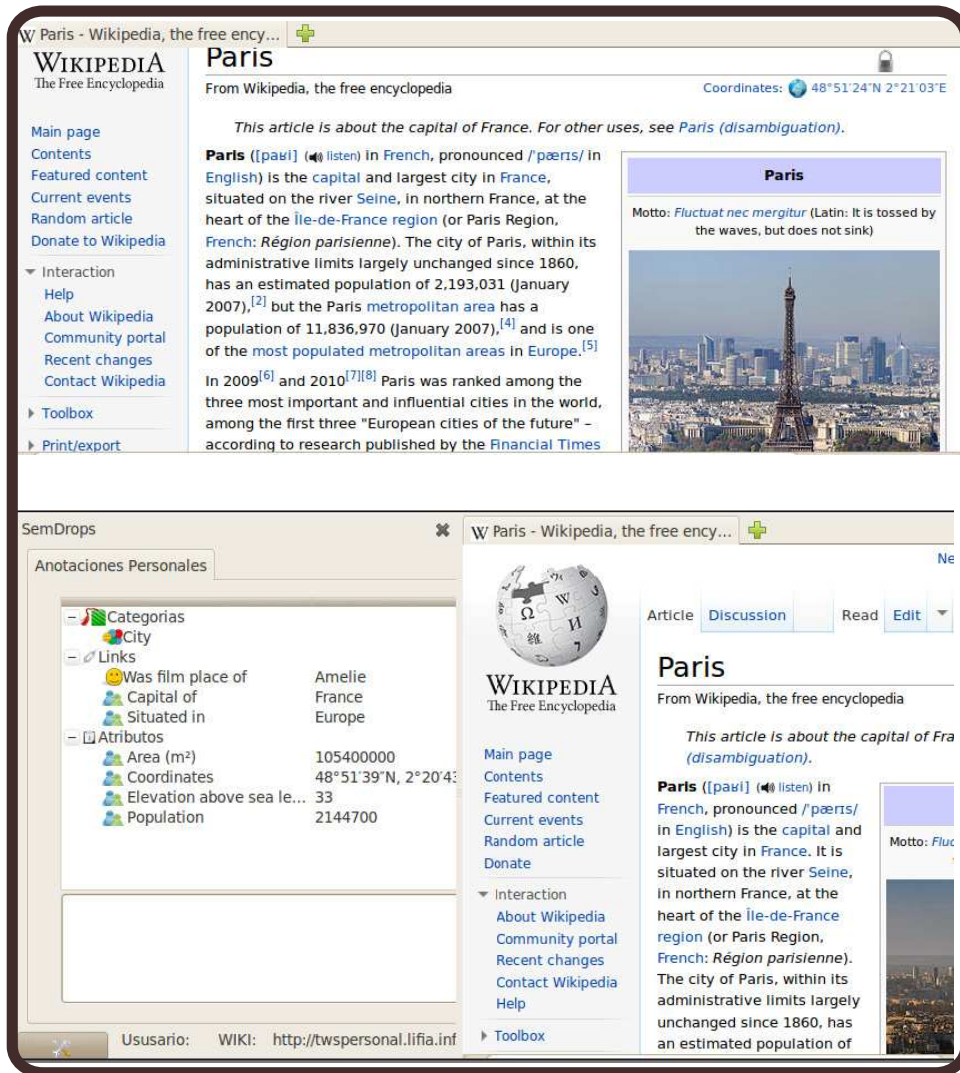 Paris - Wikipedia, the free ency...
WIKIPEDIA
The Free Encyclopedia
Main page
Contents
Featured content
Current events
Random article
Donate to Wikipedia
Interaction
Help
About Wikipedia
Community portal
Recent changes
Contact Wikipedia
Toolbox
Print/export
Paris
From Wikipedia, the free encyclopedia
Coordinates: 48°51′24″N 2°21′03″E
This article is about the capital of France. For other uses, see Paris (disambiguation).
Paris ([paʁi] (listen) in French, pronounced /ˈpærɪs/ in
English) is the capital and largest city in France,
situated on the river Seine, in northern France, at the
heart of the Île-de-France region (or Paris Region,
French: Région parisienne). The city of Paris, within its
administrative limits largely unchanged since 1860,
has an estimated population of 2,193,031 (January
2007),[2] but the Paris metropolitan area has a
population of 11,836,970 (January 2007),[4] and is one
of the most populated metropolitan areas in Europe.[5]
In 2009[6] and 2010[7][8] Paris was ranked among the
three most important and influential cities in the world,
among the first three "European cities of the future" –
according to research published by the Financial Times
Paris
Motto: Fluctuat nec mergitur (Latin: It is tossed by
the waves, but does not sink)
SemDrops
Anotaciones Personales
Categorias
City
Links
Was film place of Amelie
Capital of France
Situated in Europe
Atributos
Area (m²) 105400000
Coordinates 48°51′39″N, 2°20′43
Elevation above sea le... 33
Population 2144700
Ususario: WIKI: http://twspersonal.lifia.inf
Paris - Wikipedia, the free ency...
Ne
WIKIPEDIA
The Free Encyclopedia
Main page
Contents
Featured content
Current events
Random article
Donate
Interaction
About Wikipedia
Community portal
Recent changes
Contact Wikipedia
Help
Toolbox
Article Discussion Read Edit
Paris
From Wikipedia, the free encyclopedia
This article is about the capital of Fra
(disambiguation).
Paris ([paʁi] (listen) in
French, pronounced /ˈpærɪs/
in English) is the capital and
largest city in France. It is
situated on the river Seine,
in northern France, at the
heart of the Île-de-France
region (or Paris Region,
French: Région parisienne).
The city of Paris, within its
administrative limits largely
unchanged since 1860, has
an estimated population of
Motto: Fluc